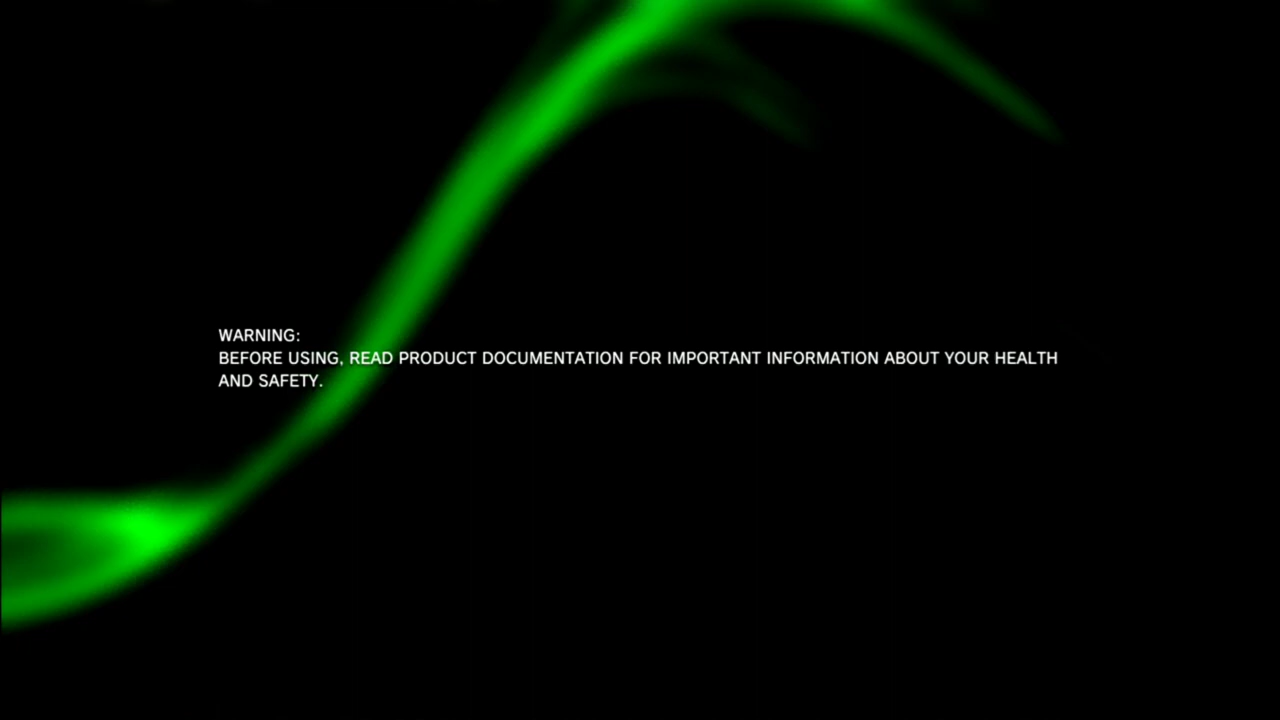 WARNING:
BEFORE USING, READ PRODUCT DOCUMENTATION FOR IMPORTANT INFORMATION ABOUT YOUR HEALTH
AND SAFETY.